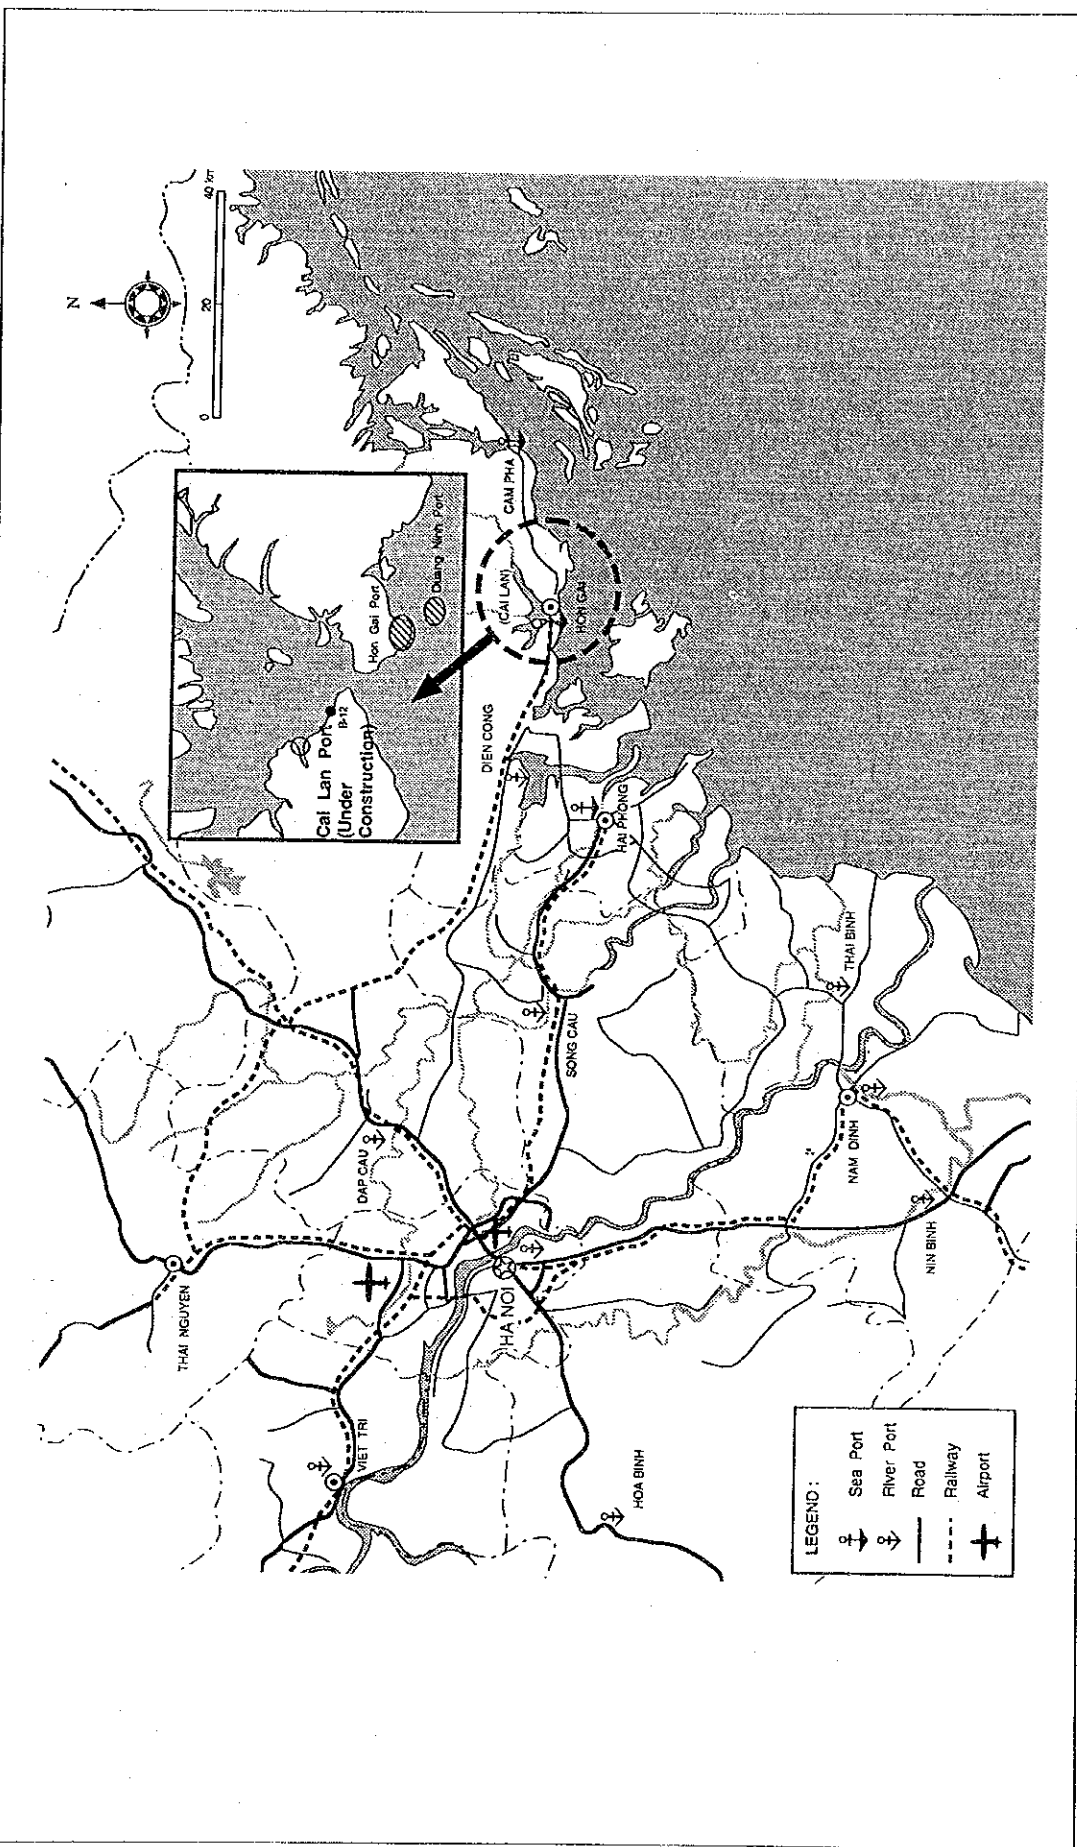 N
0
20
40 km
Hon Gai Port
Quang Ninh Port
B-12
Cai Lan Port
(Under
Construction)
THAI NGUYEN
VIET TRI
DAP CAU
HA NOI
HOA BINH
SONG CAU
DIEN CONG
(CAI LAN)
HON GAI
CAM PHA
HAI PHONG
THAI BINH
NAM DINH
NIN BINH
LEGEND :
Sea Port
River Port
Road
Railway
Airport